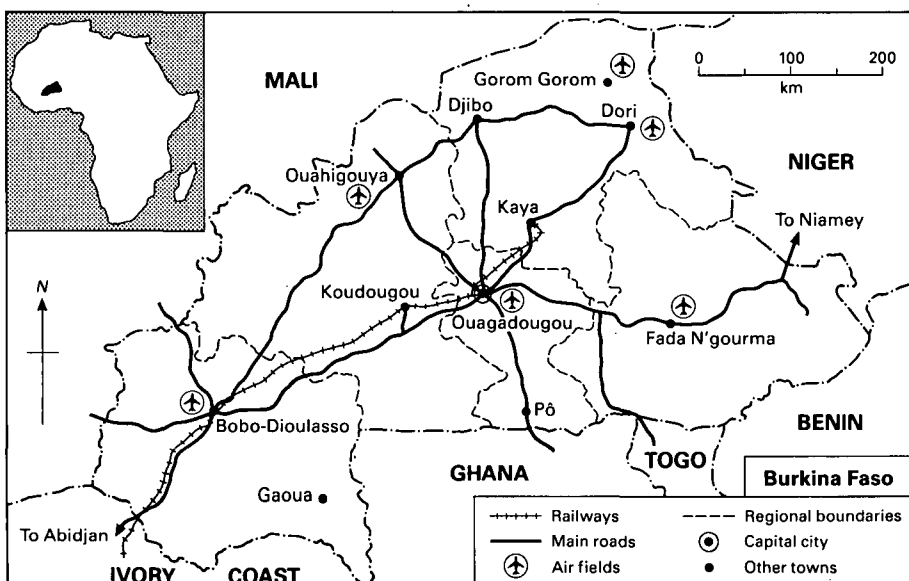 MALI
Gorom Gorom
0 100 200
km
Djibo
Dori
NIGER
Ouahigouya
Kaya
To Niamey
N
Koudougou
Ouagadougou
Fada N'gourma
Bobo-Dioulasso
Pô
BENIN
GHANA
TOGO
Burkina Faso
Gaoua
To Abidjan
IVORY COAST
Railways
Regional boundaries
Main roads
Capital city
Air fields
Other towns